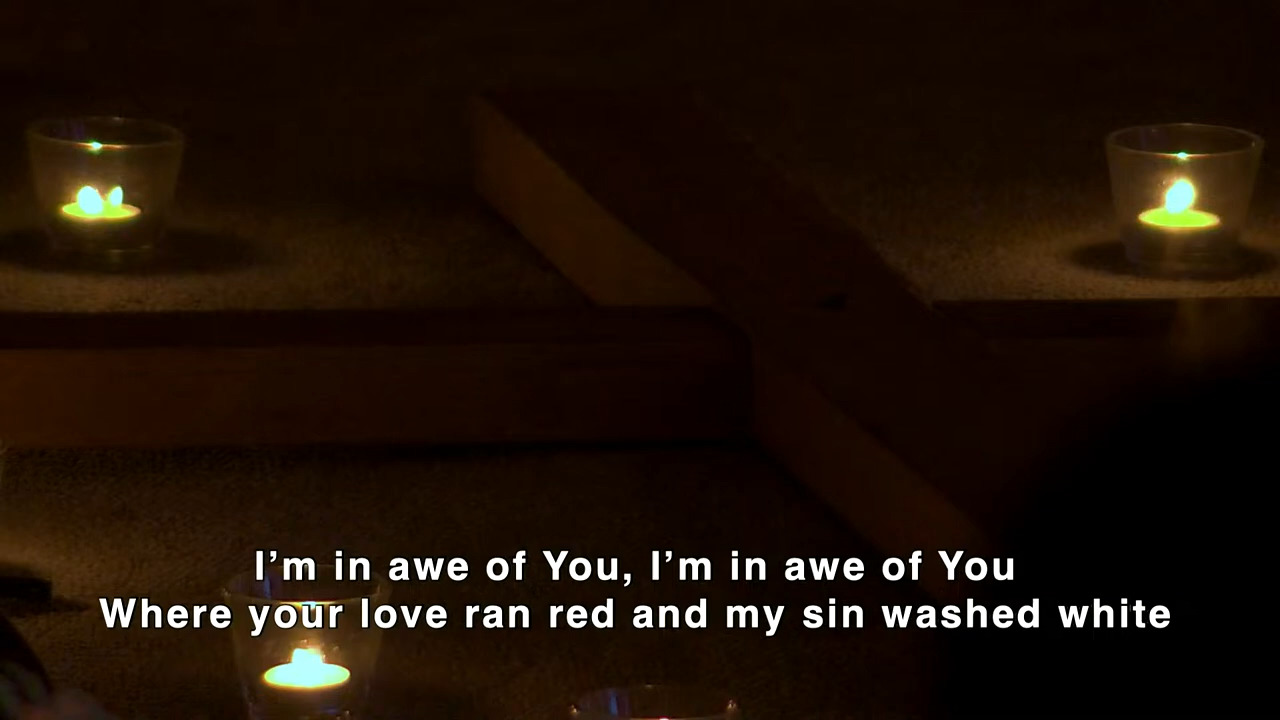 I’m in awe of You, I’m in awe of You
Where your love ran red and my sin washed white